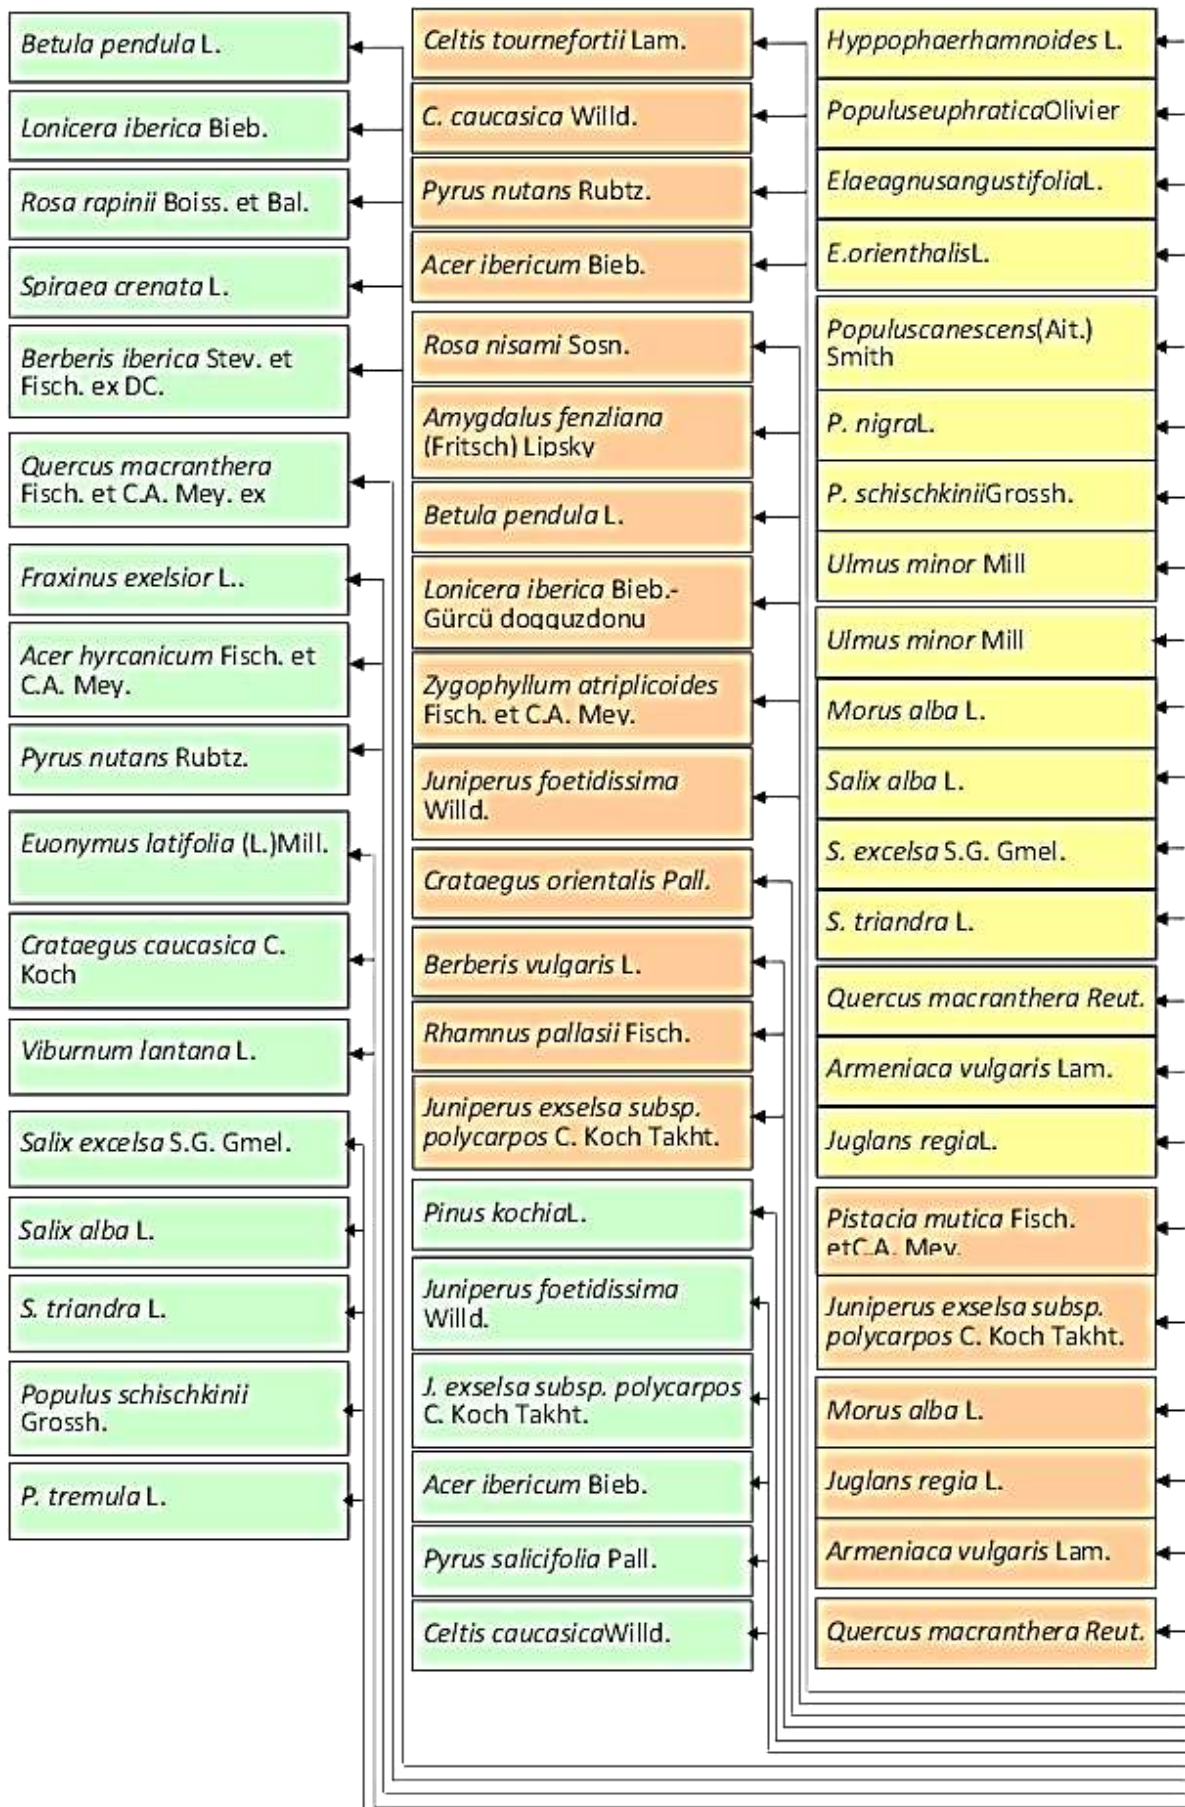 Betula pendula L.
Lonicera iberica Bieb.
Rosa rapinii Boiss. et Bal.
Spiraea crenata L.
Berberis iberica Stev. et
Fisch. ex DC.
Quercus macranthera
Fisch. et C.A. Mey. ex
Fraxinus exelsior L..
Acer hyrcanicum Fisch. et
C.A. Mey.
Pyrus nutans Rubtz.
Euonymus latifolia (L.)Mill.
Crataegus caucasica C.
Koch
Viburnum lantana L.
Salix excelsa S.G. Gmel.
Salix alba L.
S. triandra L.
Populus schischkinii
Grossh.
P. tremula L.
Celtis tournefortii Lam.
C. caucasica Willd.
Pyrus nutans Rubtz.
Acer ibericum Bieb.
Rosa nisami Sosn.
Amygdalus fenzliana
(Fritsch) Lipsky
Betula pendula L.
Lonicera iberica Bieb.-
Gürcü doqquzdonu
Zygophyllum atriplicoides
Fisch. et C.A. Mey.
Juniperus foetidissima
Willd.
Crataegus orientalis Pall.
Berberis vulgaris L.
Rhamnus pallasii Fisch.
Juniperus exselsa subsp.
polycarpos C. Koch Takht.
Pinus kochiaL.
Juniperus foetidissima
Willd.
J. exselsa subsp. polycarpos
C. Koch Takht.
Acer ibericum Bieb.
Pyrus salicifolia Pall.
Celtis caucasicaWilld.
Hyppophaerhamnoides L.
PopuluseuphraticaOlivier
ElaeagnusangustifoliaL.
E.orienthalisL.
Populuscanescens(Ait.)
Smith
P. nigraL.
P. schischkiniiGrossh.
Ulmus minor Mill
Ulmus minor Mill
Morus alba L.
Salix alba L.
S. excelsa S.G. Gmel.
S. triandra L.
Quercus macranthera Reut.
Armeniaca vulgaris Lam.
Juglans regiaL.
Pistacia mutica Fisch.
etC.A. Mey.
Juniperus exselsa subsp.
polycarpos C. Koch Takht.
Morus alba L.
Juglans regia L.
Armeniaca vulgaris Lam.
Quercus macranthera Reut.